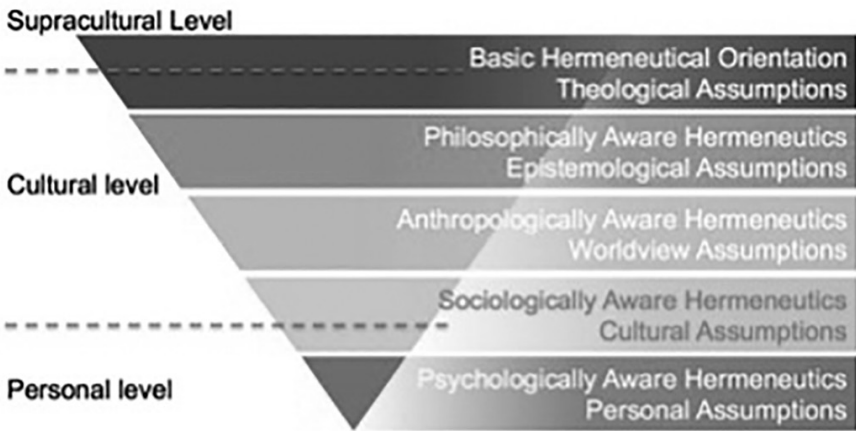 Supracultural Level
Basic Hermeneutical Orientation
Theological Assumptions
Philosophically Aware Hermeneutics
Epistemological Assumptions
Cultural level
Anthropologically Aware Hermeneutics
Worldview Assumptions
Sociologically Aware Hermeneutics
Cultural Assumptions
Personal level
Psychologically Aware Hermeneutics
Personal Assumptions